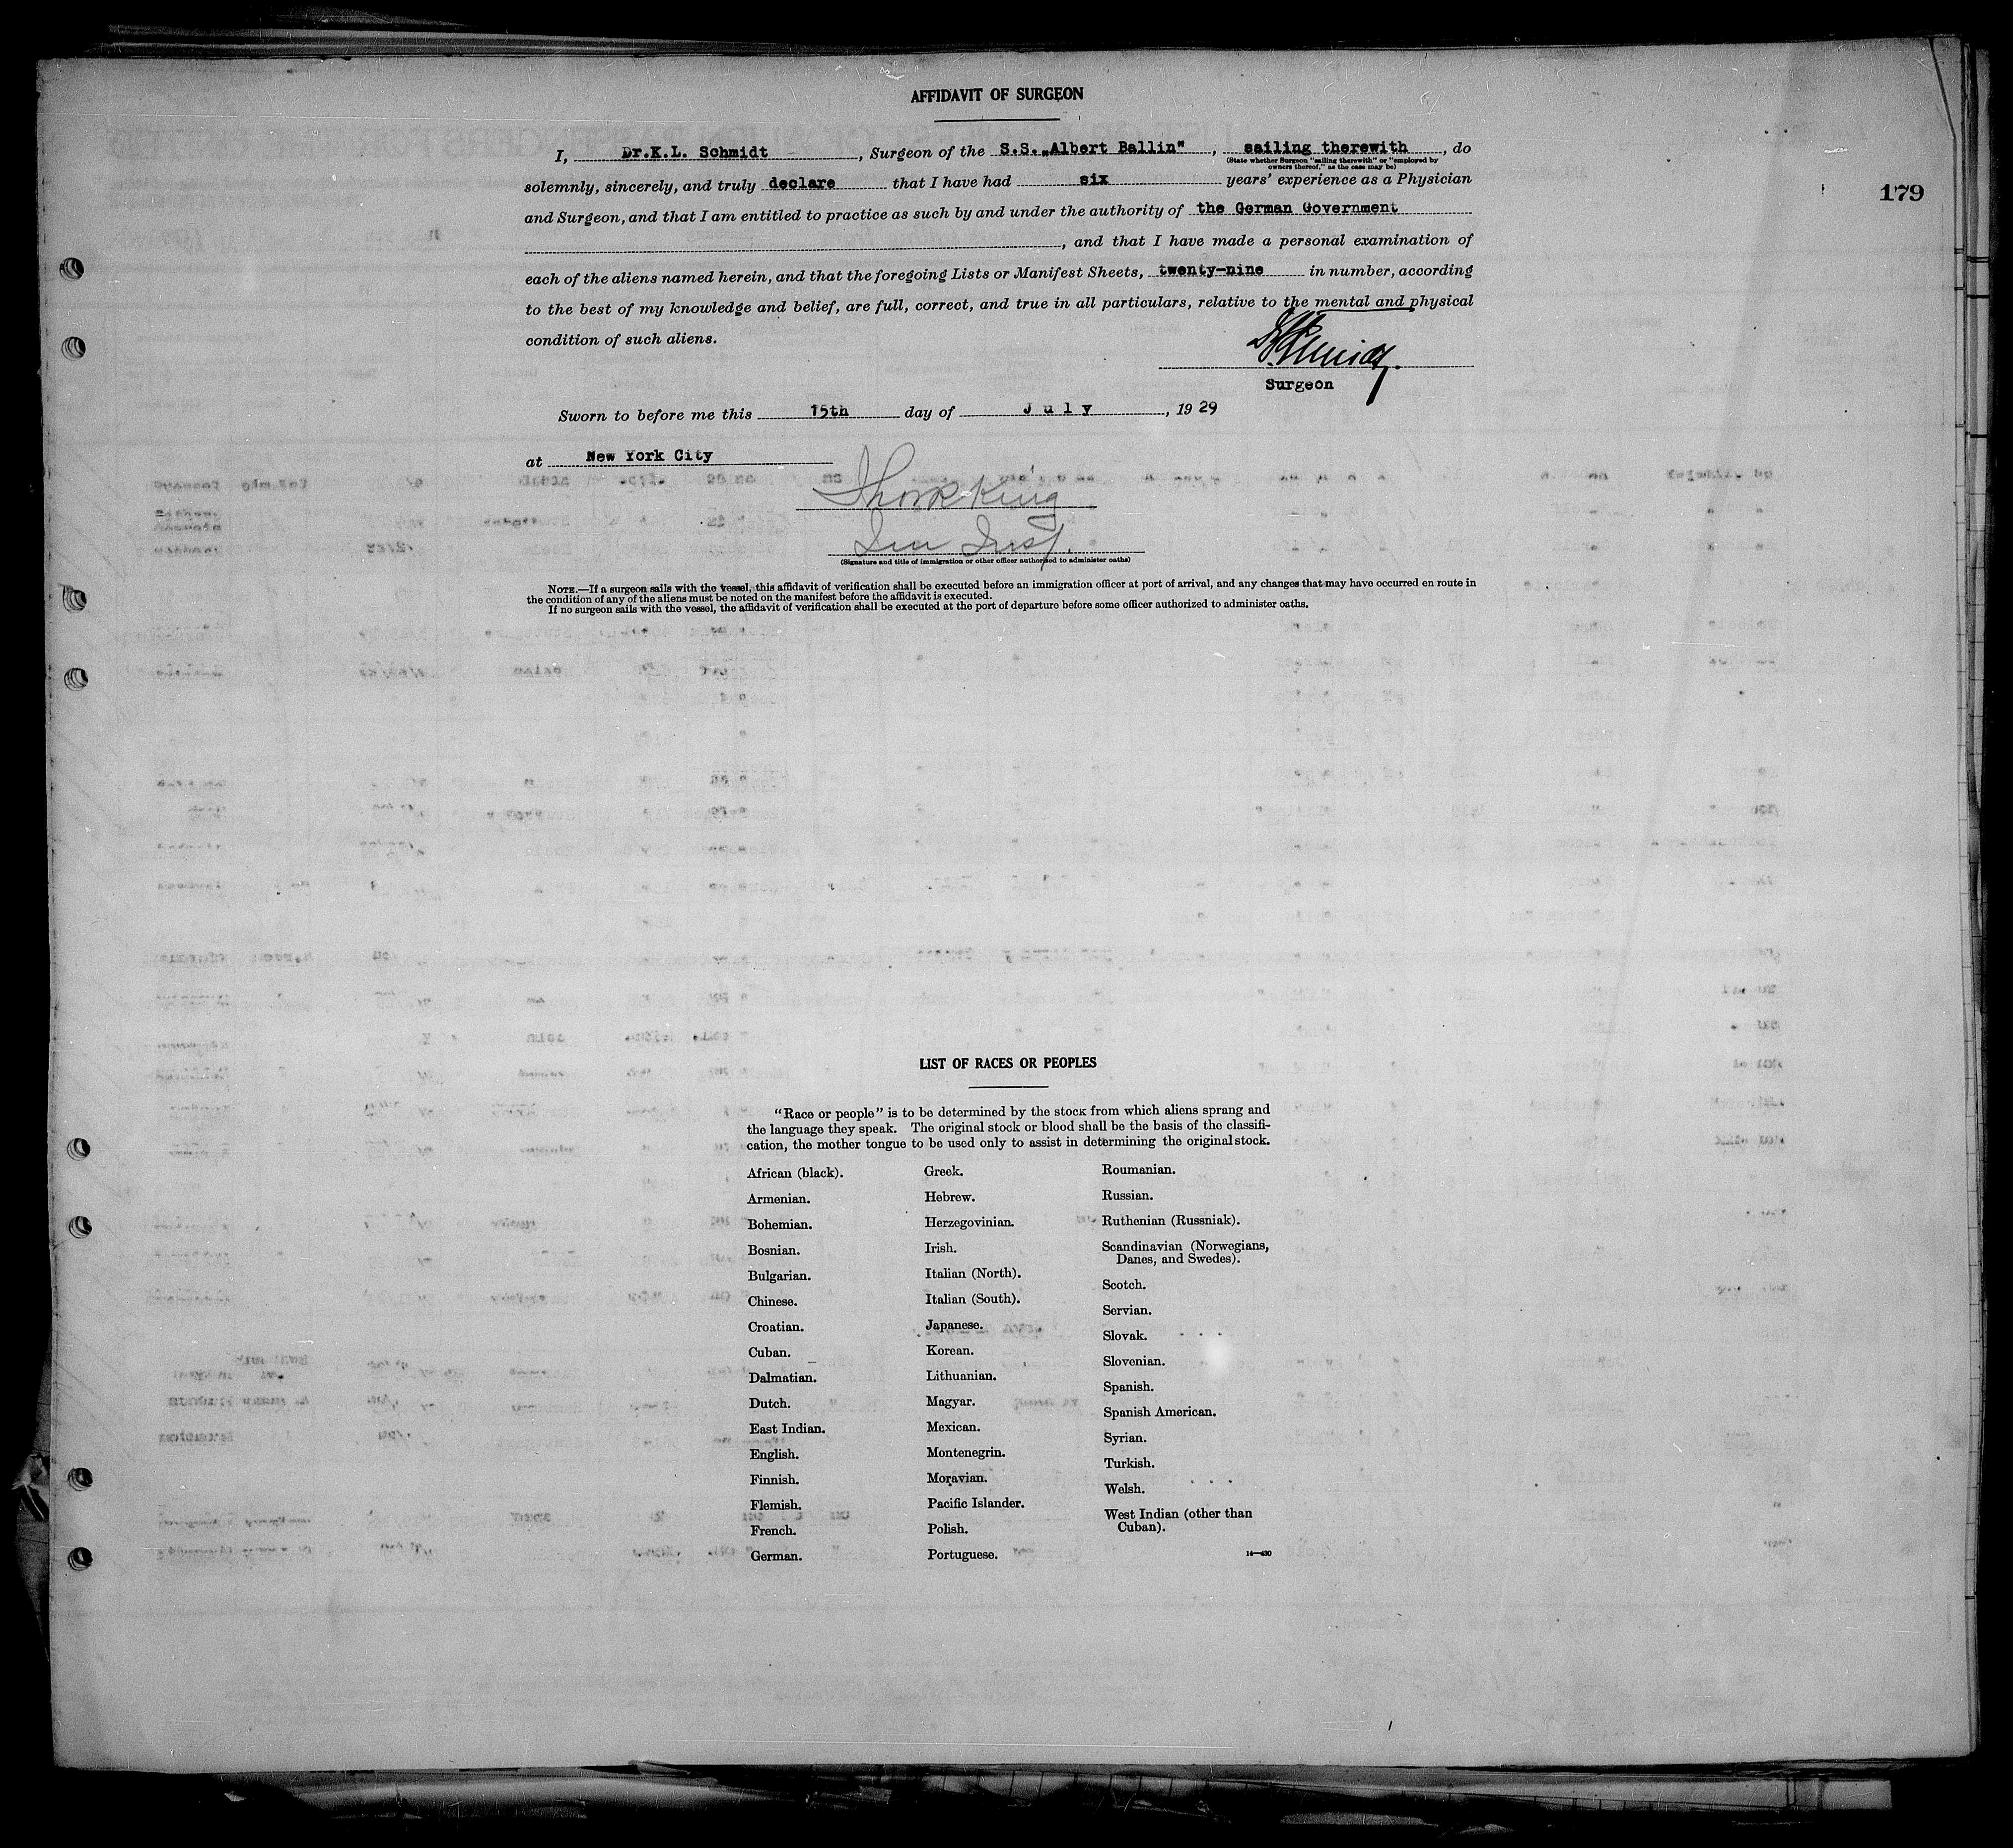 AFFIDAVIT OF SURGEON
179
I, Dr.K.L. Schmidt, Surgeon of the S.S. „Albert Ballin", sailing therewith, do
(State whether Surgeon "sailing therewith" or "employed by
owners thereof," as the case may be)
solemnly, sincerely, and truly declare that I have had six years' experience as a Physician
and Surgeon, and that I am entitled to practice as such by and under the authority of the German Government
, and that I have made a personal examination of
each of the aliens named herein, and that the foregoing Lists or Manifest Sheets, twenty-nine in number, according
to the best of my knowledge and belief, are full, correct, and true in all particulars, relative to the mental and physical
condition of such aliens.
Surgeon
Sworn to before me this 15th day of July, 1929
at New York City
(Signature and title of immigration or other officer authorized to administer oaths)
NOTE.—If a surgeon sails with the vessel, this affidavit of verification shall be executed before an immigration officer at port of arrival, and any changes that may have occurred en route in
the condition of any of the aliens must be noted on the manifest before the affidavit is executed.
If no surgeon sails with the vessel, the affidavit of verification shall be executed at the port of departure before some officer authorized to administer oaths.
LIST OF RACES OR PEOPLES
"Race or people" is to be determined by the stock from which aliens sprang and
the language they speak. The original stock or blood shall be the basis of the classifi-
cation, the mother tongue to be used only to assist in determining the original stock.
African (black).
Armenian.
Bohemian.
Bosnian.
Bulgarian.
Chinese.
Croatian.
Cuban.
Dalmatian.
Dutch.
East Indian.
English.
Finnish.
Flemish.
French.
German.
Greek.
Hebrew.
Herzegovinian.
Irish.
Italian (North).
Italian (South).
Japanese.
Korean.
Lithuanian.
Magyar.
Mexican.
Montenegrin.
Moravian.
Pacific Islander.
Polish.
Portuguese.
Roumanian.
Russian.
Ruthenian (Russniak).
Scandinavian (Norwegians,
Danes, and Swedes).
Scotch.
Servian.
Slovak.
Slovenian.
Spanish.
Spanish American.
Syrian.
Turkish.
Welsh.
West Indian (other than
Cuban).
14—430